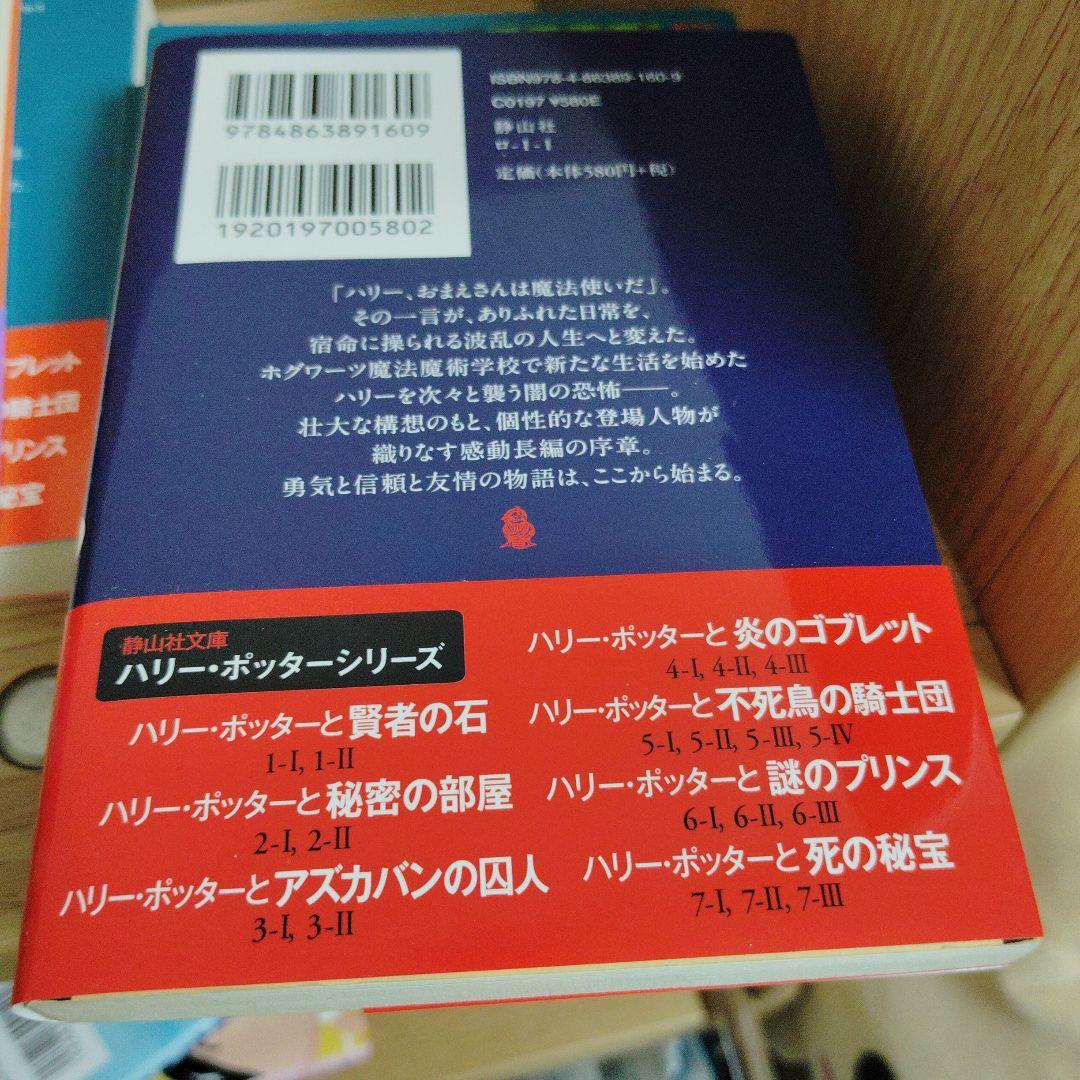 9784863891609
1920197005802
ISBN978-4-86389-160-9
C0197 ¥580E
静山社
ロ-1-1
定価(本体580円+税)
「ハリー、おまえさんは魔法使いだ」。
その一言が、ありふれた日常を、
宿命に操られる波乱の人生へと変えた。
ホグワーツ魔法魔術学校で新たな生活を始めた
ハリーを次々と襲う闇の恐怖——。
壮大な構想のもと、個性的な登場人物が
織りなす感動長編の序章。
勇気と信頼と友情の物語は、ここから始まる。
静山社文庫
ハリー・ポッターシリーズ
ハリー・ポッターと賢者の石
1-I, 1-II
ハリー・ポッターと秘密の部屋
2-I, 2-II
ハリー・ポッターとアズカバンの囚人
3-I, 3-II
ハリー・ポッターと炎のゴブレット
4-I, 4-II, 4-III
ハリー・ポッターと不死鳥の騎士団
5-I, 5-II, 5-III, 5-IV
ハリー・ポッターと謎のプリンス
6-I, 6-II, 6-III
ハリー・ポッターと死の秘宝
7-I, 7-II, 7-III
ブレット
騎士団
リンス
秘宝